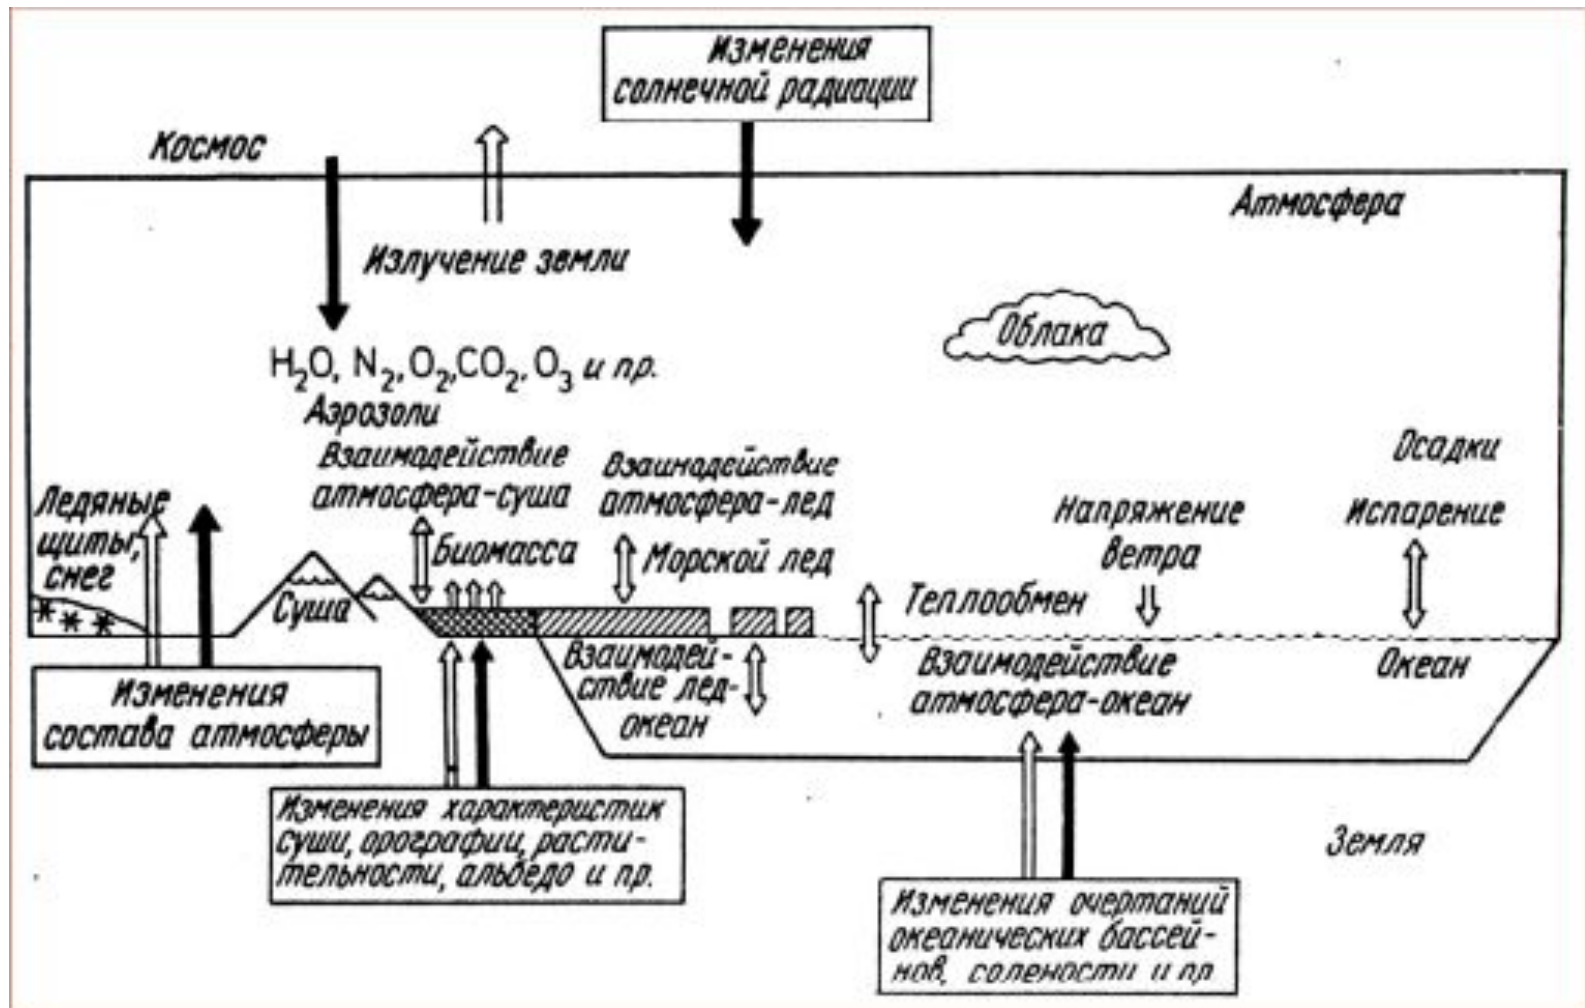 Изменения
солнечной радиации
Космос
Атмосфера
Излучение земли
Облака
H₂O, N₂, O₂, CO₂, O₃ и пр.
Аэрозоли
Взаимодействие
атмосфера-суша
Взаимодействие
атмосфера-лед
Осадки
Ледяные
щиты,
снег
Напряжение
ветра
Испарение
Биомасса
Морской лед
Суша
Теплообмен
Взаимодей-
ствие лед-
океан
Взаимодействие
атмосфера-океан
Океан
Изменения
состава атмосферы
Изменения характеристик
суши, орографии, расти-
тельности, альбедо и пр.
Земля
Изменения очертаний
океанических бассей-
нов, солености и пр